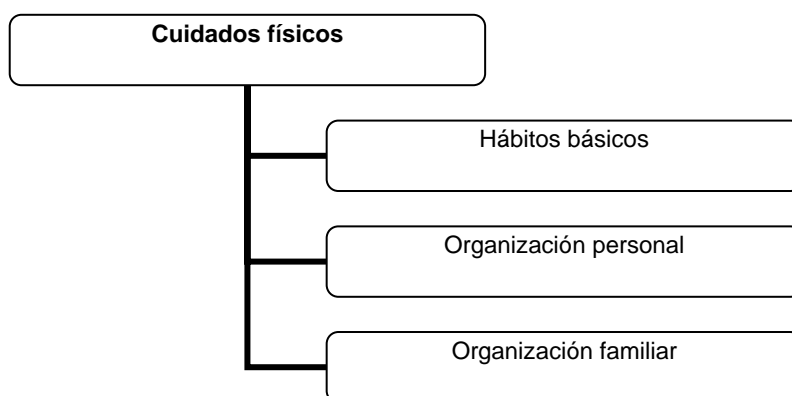 Cuidados físicos
Hábitos básicos
Organización personal
Organización familiar